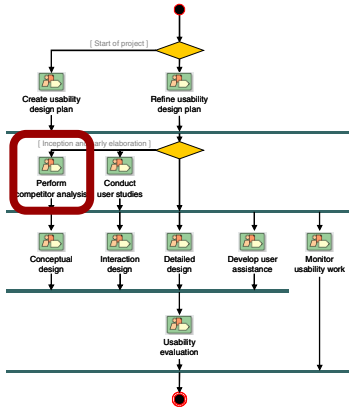 [ Start of project ]
Create usability
design plan
Refine usability
design plan
[ Inception and early elaboration ]
Perform
competitor analysis
Conduct
user studies
Conceptual
design
Interaction
design
Detailed
design
Develop user
assistance
Monitor
usability work
Usability
evaluation